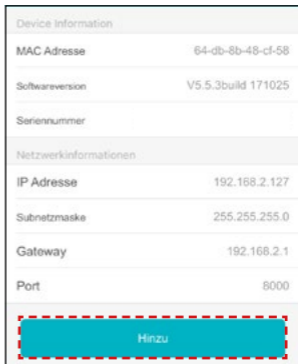 Device Information
MAC Adresse 64-db-8b-48-cf-58
Softwareversion V5.5.3build 171025
Seriennummer
Netzwerkinformationen
IP Adresse 192.168.2.127
Subnetzmaske 255.255.255.0
Gateway 192.168.2.1
Port 8000
Hinzu